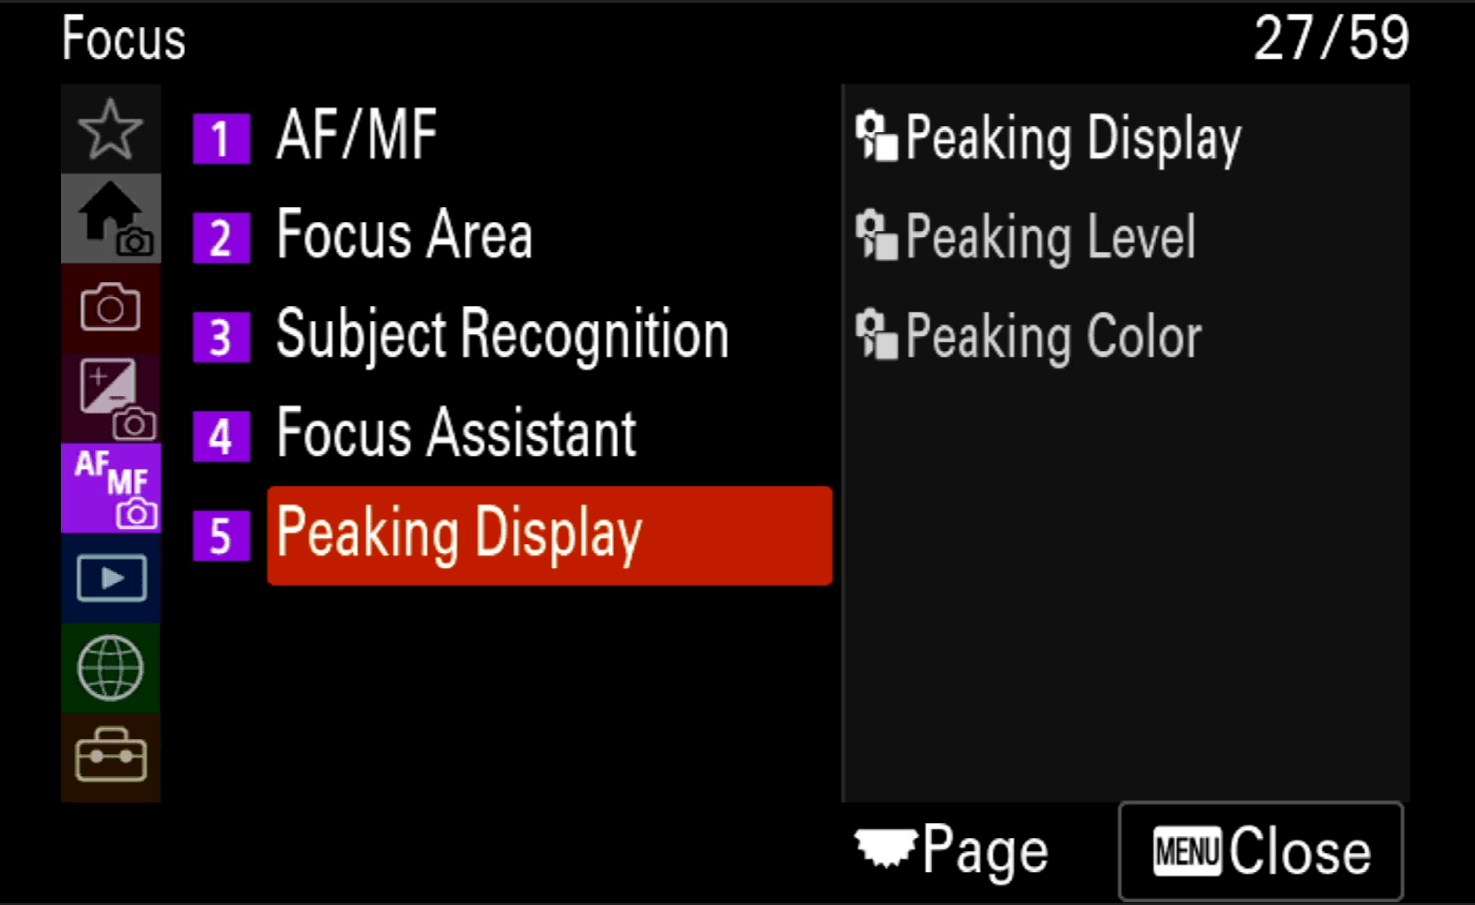 Focus 27/59
1 AF/MF
2 Focus Area
3 Subject Recognition
4 Focus Assistant
5 Peaking Display
AF MF
Peaking Display
Peaking Level
Peaking Color
Page
MENU Close